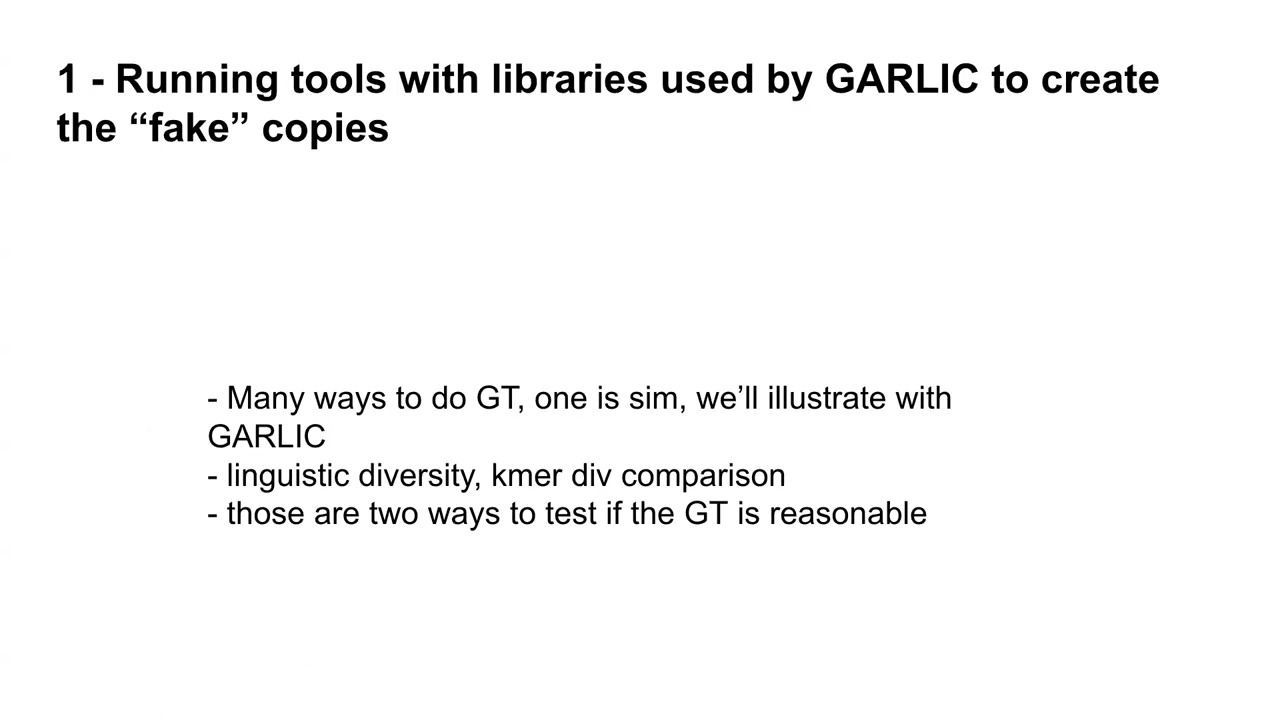 1 - Running tools with libraries used by GARLIC to create
the “fake” copies
- Many ways to do GT, one is sim, we’ll illustrate with
GARLIC
- linguistic diversity, kmer div comparison
- those are two ways to test if the GT is reasonable